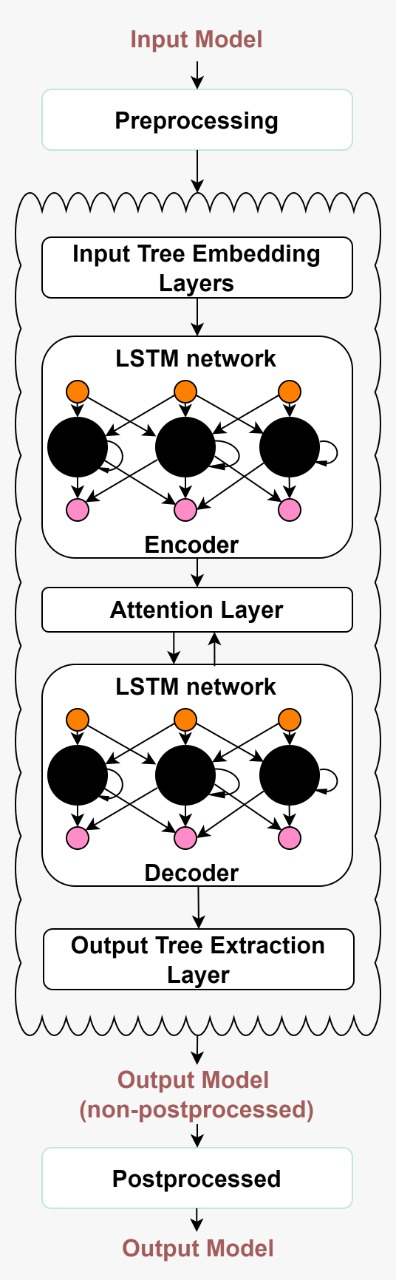 Input Model
Preprocessing
Input Tree Embedding
Layers
LSTM network
Encoder
Attention Layer
LSTM network
Decoder
Output Tree Extraction
Layer
Output Model
(non-postprocessed)
Postprocessed
Output Model